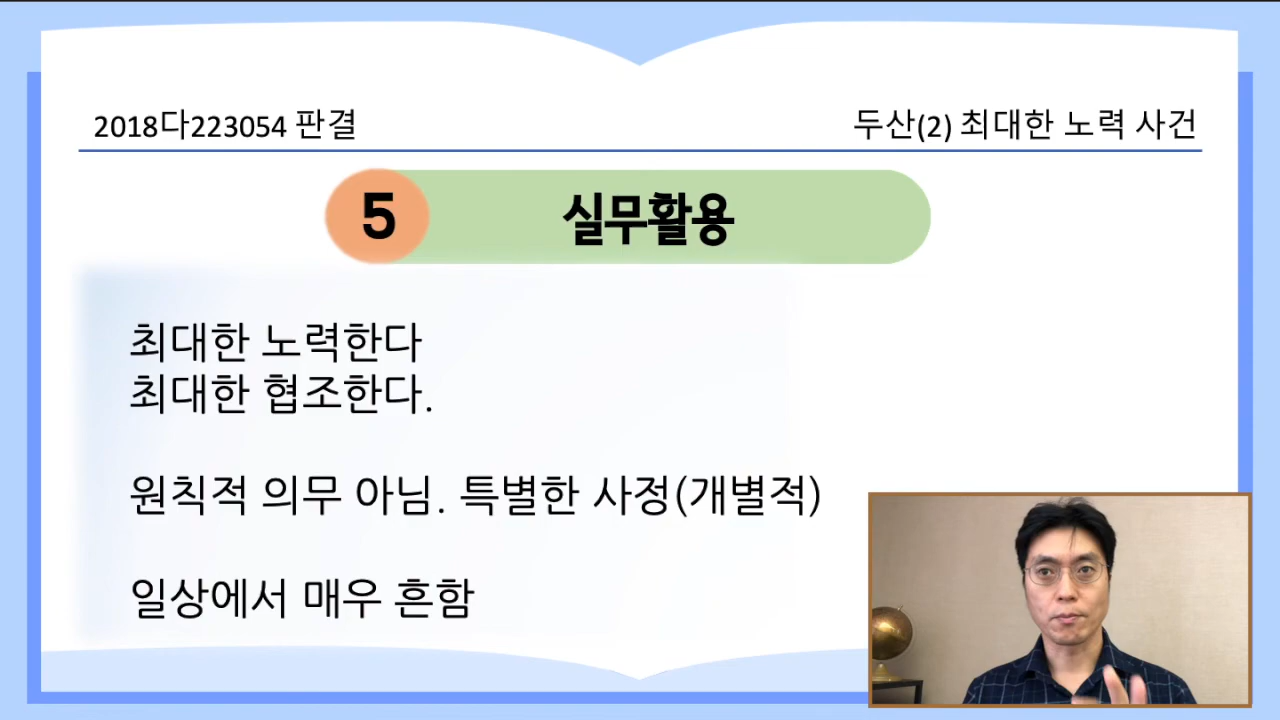 2018다223054 판결
두산(2) 최대한 노력 사건
5
실무활용
최대한 노력한다
최대한 협조한다.
원칙적 의무 아님. 특별한 사정(개별적)
일상에서 매우 흔함